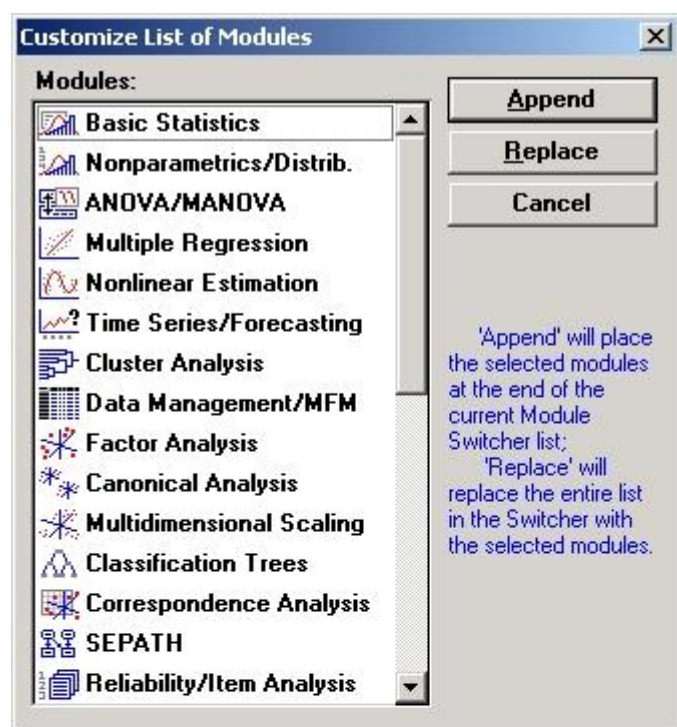 Customize List of Modules
Modules:
Basic Statistics
Nonparametrics/Distrib.
ANOVA/MANOVA
Multiple Regression
Nonlinear Estimation
Time Series/Forecasting
Cluster Analysis
Data Management/MFM
Factor Analysis
Canonical Analysis
Multidimensional Scaling
Classification Trees
Correspondence Analysis
SEPATH
Reliability/Item Analysis
Append
Replace
Cancel
'Append' will place
the selected modules
at the end of the
current Module
Switcher list;
'Replace' will
replace the entire list
in the Switcher with
the selected modules.